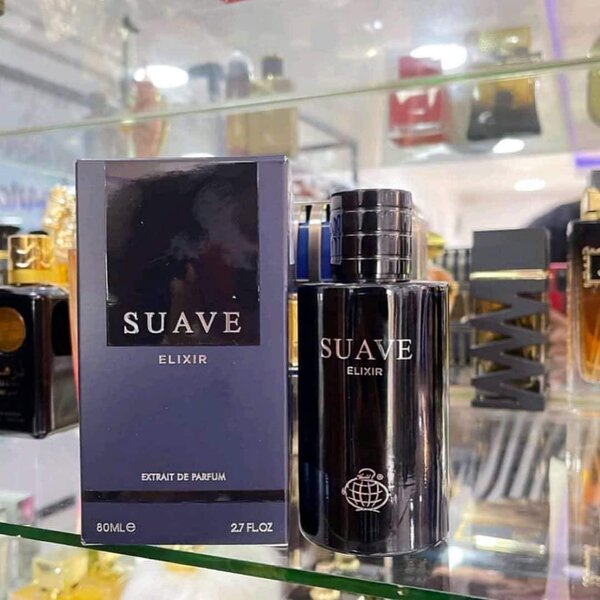 SUAVE
ELIXIR
EXTRAIT DE PARFUM
80ML℮
2.7 FL.OZ
SUAVE
ELIXIR